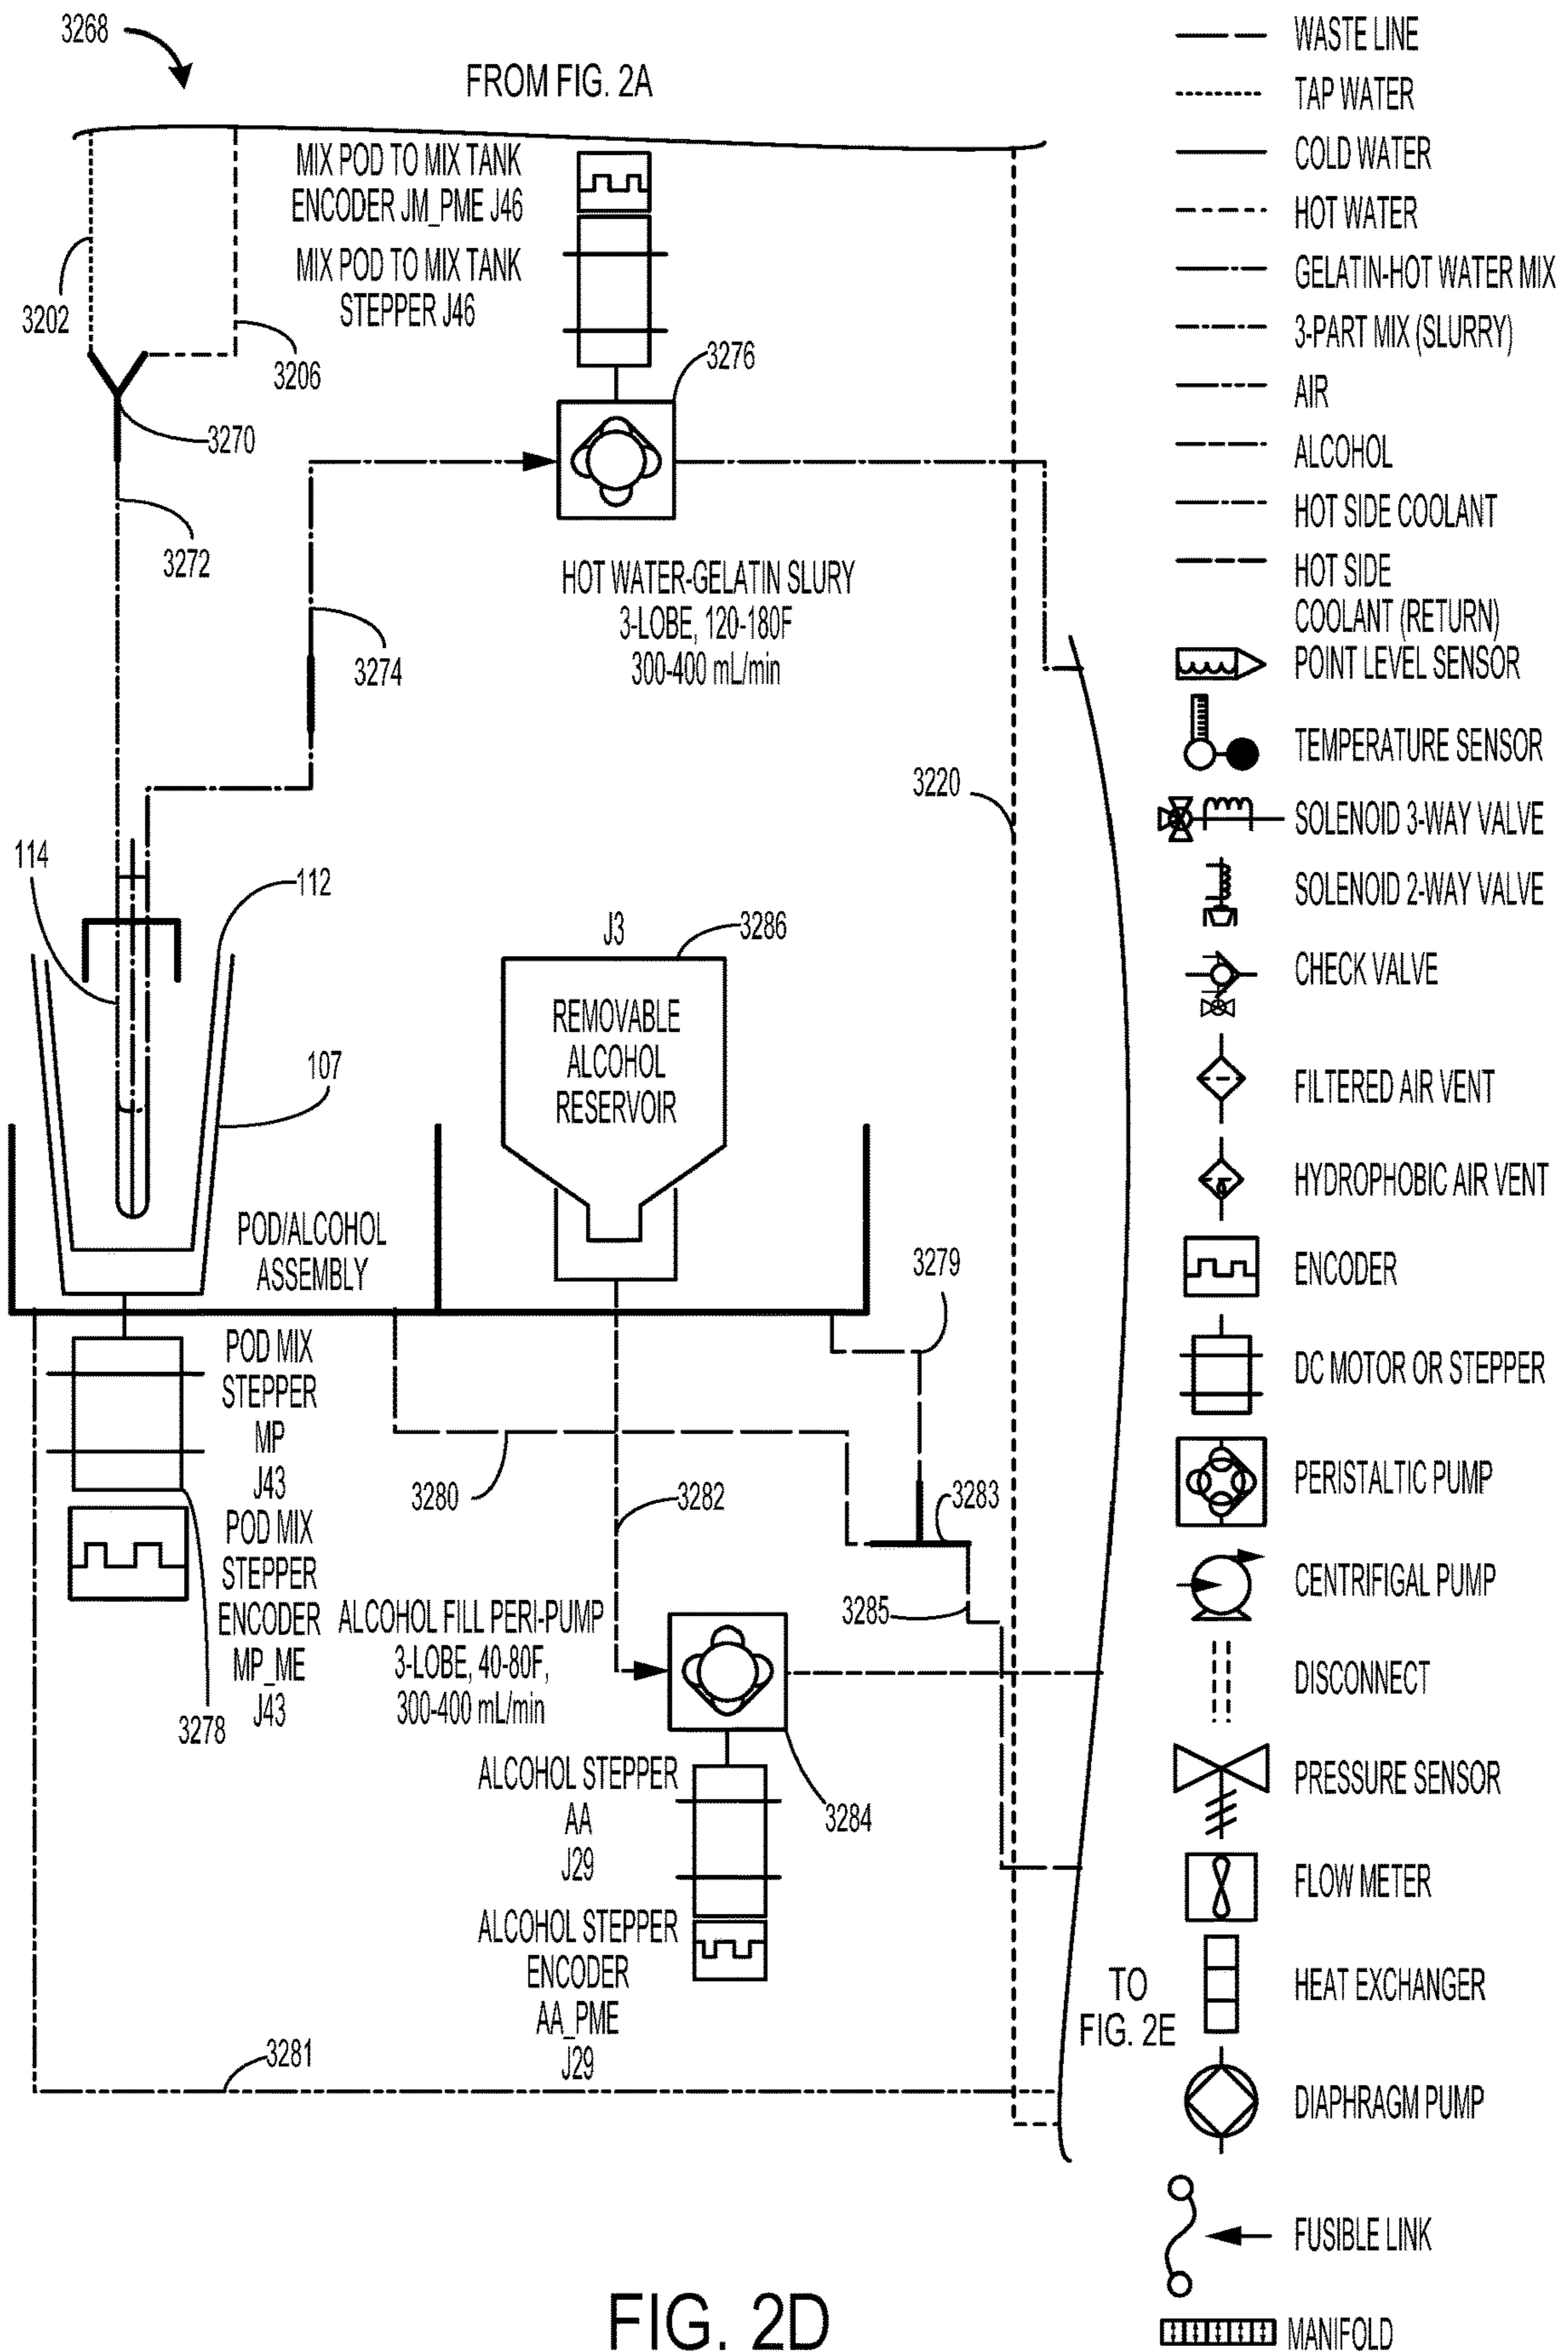 3268
FROM FIG. 2A
MIX POD TO MIX TANK
ENCODER JM_PME J46
MIX POD TO MIX TANK
STEPPER J46
3202
3206
3276
3270
3272
HOT WATER-GELATIN SLURY
3-LOBE, 120-180F
300-400 mL/min
3274
3220
114
112
J3
3286
REMOVABLE
ALCOHOL
RESERVOIR
107
POD/ALCOHOL
ASSEMBLY
3279
POD MIX
STEPPER
MP
J43
3280
3282
3283
POD MIX
STEPPER
ENCODER
MP_ME
J43
3278
ALCOHOL FILL PERI-PUMP
3-LOBE, 40-80F,
300-400 mL/min
3285
ALCOHOL STEPPER
AA
J29
3284
ALCOHOL STEPPER
ENCODER
AA_PME
J29
TO
FIG. 2E
3281
WASTE LINE
TAP WATER
COLD WATER
HOT WATER
GELATIN-HOT WATER MIX
3-PART MIX (SLURRY)
AIR
ALCOHOL
HOT SIDE COOLANT
HOT SIDE
COOLANT (RETURN)
POINT LEVEL SENSOR
TEMPERATURE SENSOR
SOLENOID 3-WAY VALVE
SOLENOID 2-WAY VALVE
CHECK VALVE
FILTERED AIR VENT
HYDROPHOBIC AIR VENT
ENCODER
DC MOTOR OR STEPPER
PERISTALTIC PUMP
CENTRIFIGAL PUMP
DISCONNECT
PRESSURE SENSOR
FLOW METER
HEAT EXCHANGER
DIAPHRAGM PUMP
FUSIBLE LINK
MANIFOLD
FIG. 2D